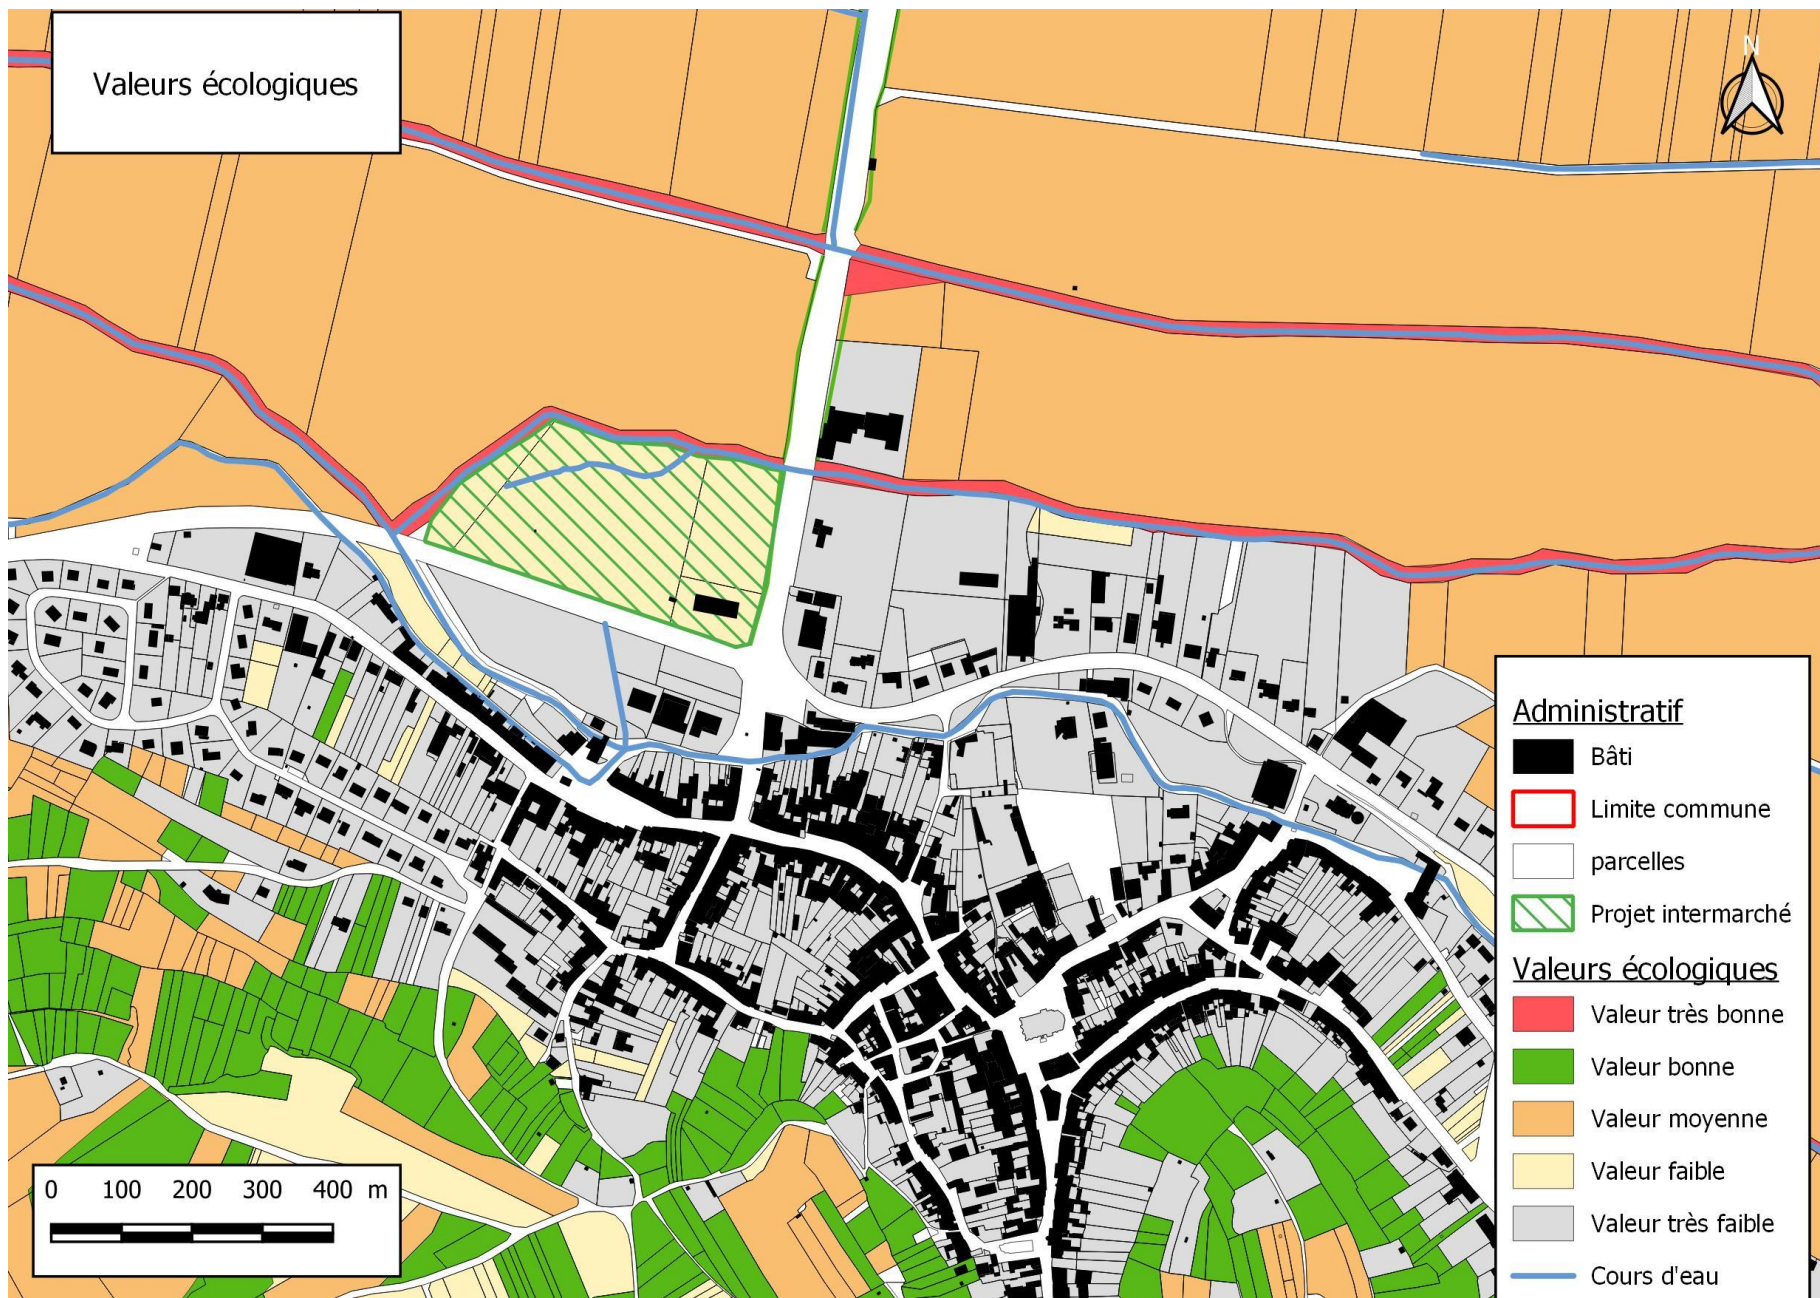 Valeurs écologiques
N
Administratif
Bâti
Limite commune
parcelles
Projet intermarché
Valeurs écologiques
Valeur très bonne
Valeur bonne
Valeur moyenne
Valeur faible
Valeur très faible
Cours d'eau
0 100 200 300 400 m